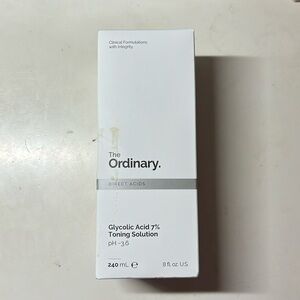 Clinical Formulations
with Integrity.
The
Ordinary.
DIRECT ACIDS
Glycolic Acid 7%
Toning Solution
pH ~3.6
240 mL ℮ 8 fl. oz. U.S.